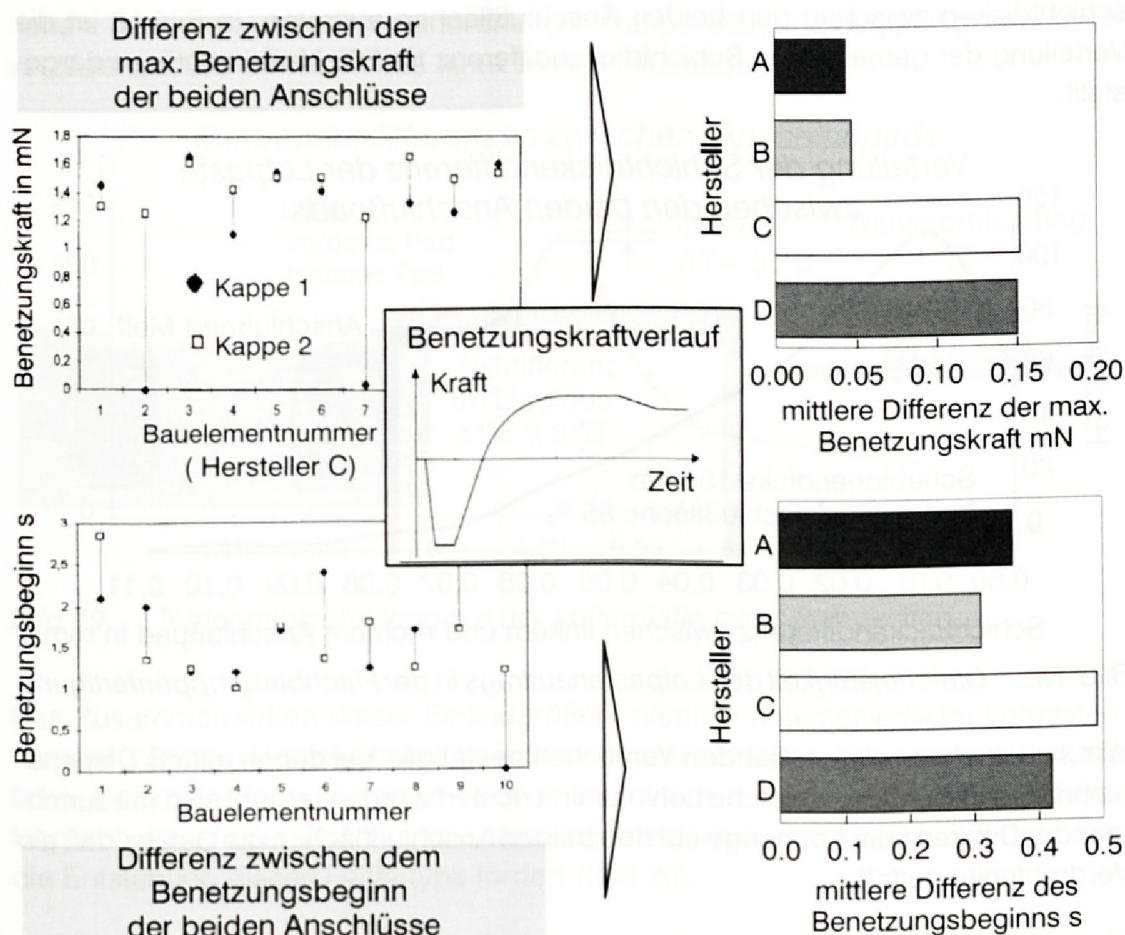 Differenz zwischen der
max. Benetzungskraft
der beiden Anschlüsse
Benetzungskraft in mN
1,8
1,6
1,4
1,2
1
0,8
0,6
0,4
0,2
0
Kappe 1
Kappe 2
1 2 3 4 5 6 7
Bauelementnummer
( Hersteller C)
Hersteller
A
B
C
D
0.00 0.05 0.10 0.15 0.20
mittlere Differenz der max.
Benetzungskraft mN
Benetzungskraftverlauf
Kraft
Zeit
Benetzungsbeginn s
3
2,5
2
1,5
1
0,5
0
1 2 3 4 5 6 7 8 9 10
Bauelementnummer
Differenz zwischen dem
Benetzungsbeginn
der beiden Anschlüsse
Hersteller
A
B
C
D
0.0 0.1 0.2 0.3 0.4 0.5
mittlere Differenz des
Benetzungsbeginns s